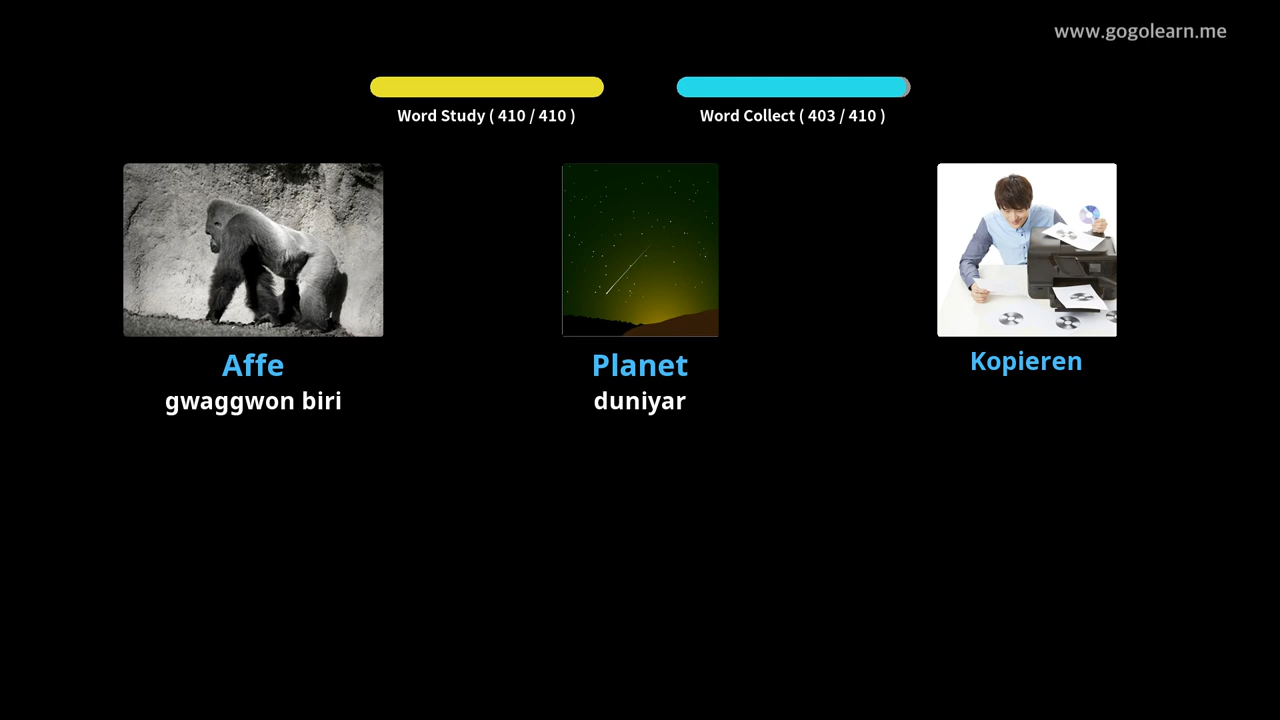 www.gogolearn.me
Word Study ( 410 / 410 )
Word Collect ( 403 / 410 )
Affe
gwaggwon biri
Planet
duniyar
Kopieren